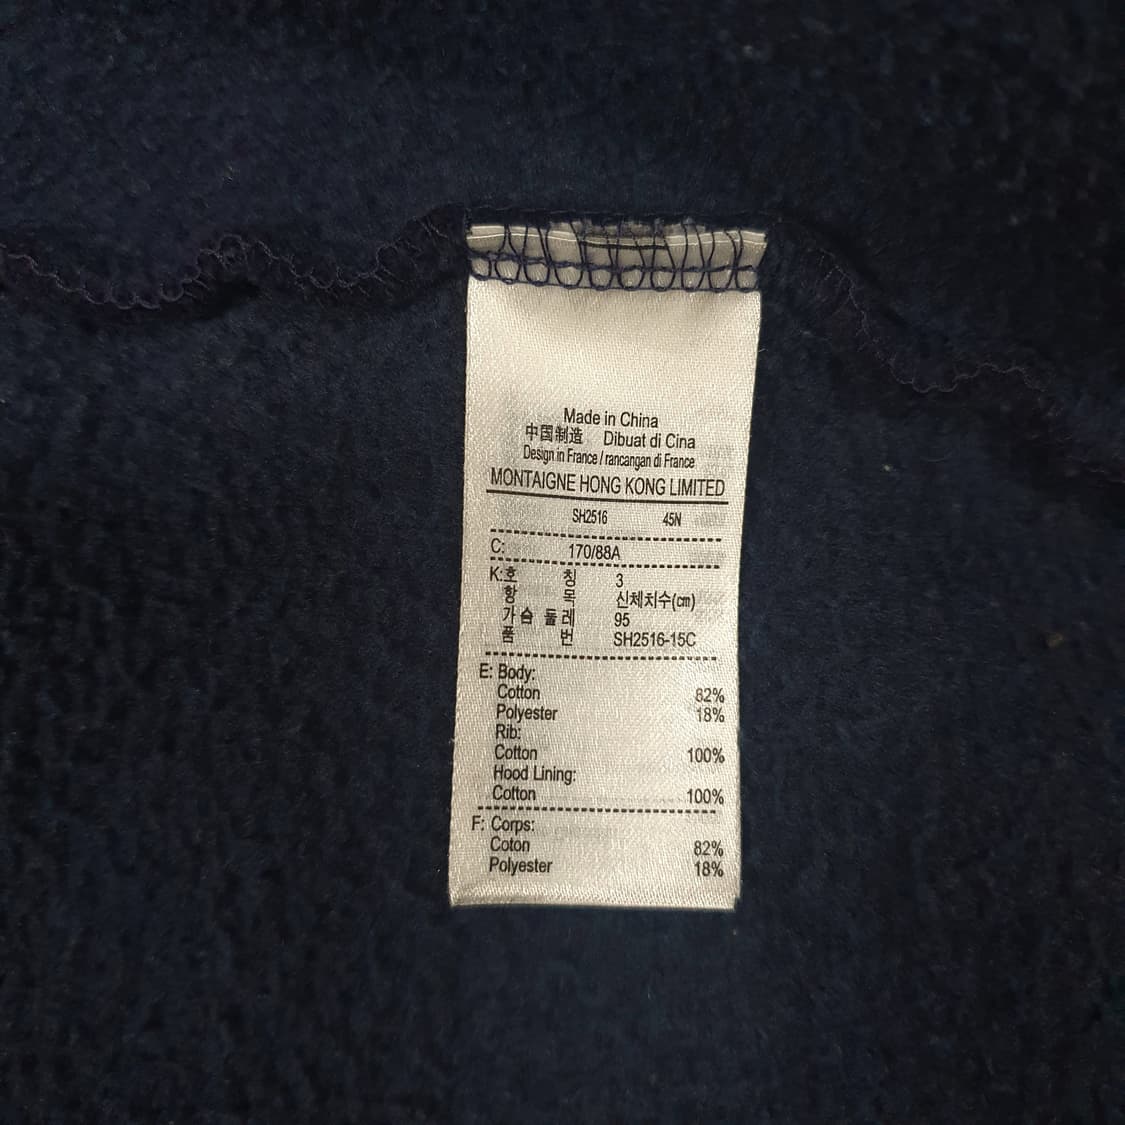 Made in China
中国制造 Dibuat di Cina
Design in France / rancangan di France
MONTAIGNE HONG KONG LIMITED
SH2516 45N
C: 170/88A
K:호 칭 3
항 목 신체치수(㎝)
가슴둘레 95
품 번 SH2516-15C
E: Body:
Cotton 82%
Polyester 18%
Rib:
Cotton 100%
Hood Lining:
Cotton 100%
F: Corps:
Coton 82%
Polyester 18%